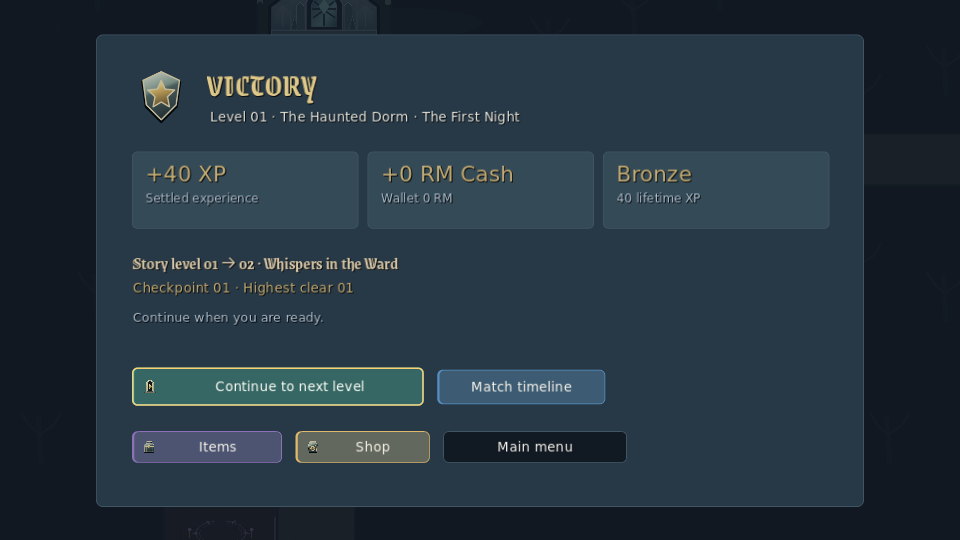 VICTORY
Level 01 · The Haunted Dorm · The First Night
+40 XP
Settled experience
+0 RM Cash
Wallet 0 RM
Bronze
40 lifetime XP
Story level 01 → 02 · Whispers in the Ward
Checkpoint 01 · Highest clear 01
Continue when you are ready.
Continue to next level
Match timeline
Items
Shop
Main menu